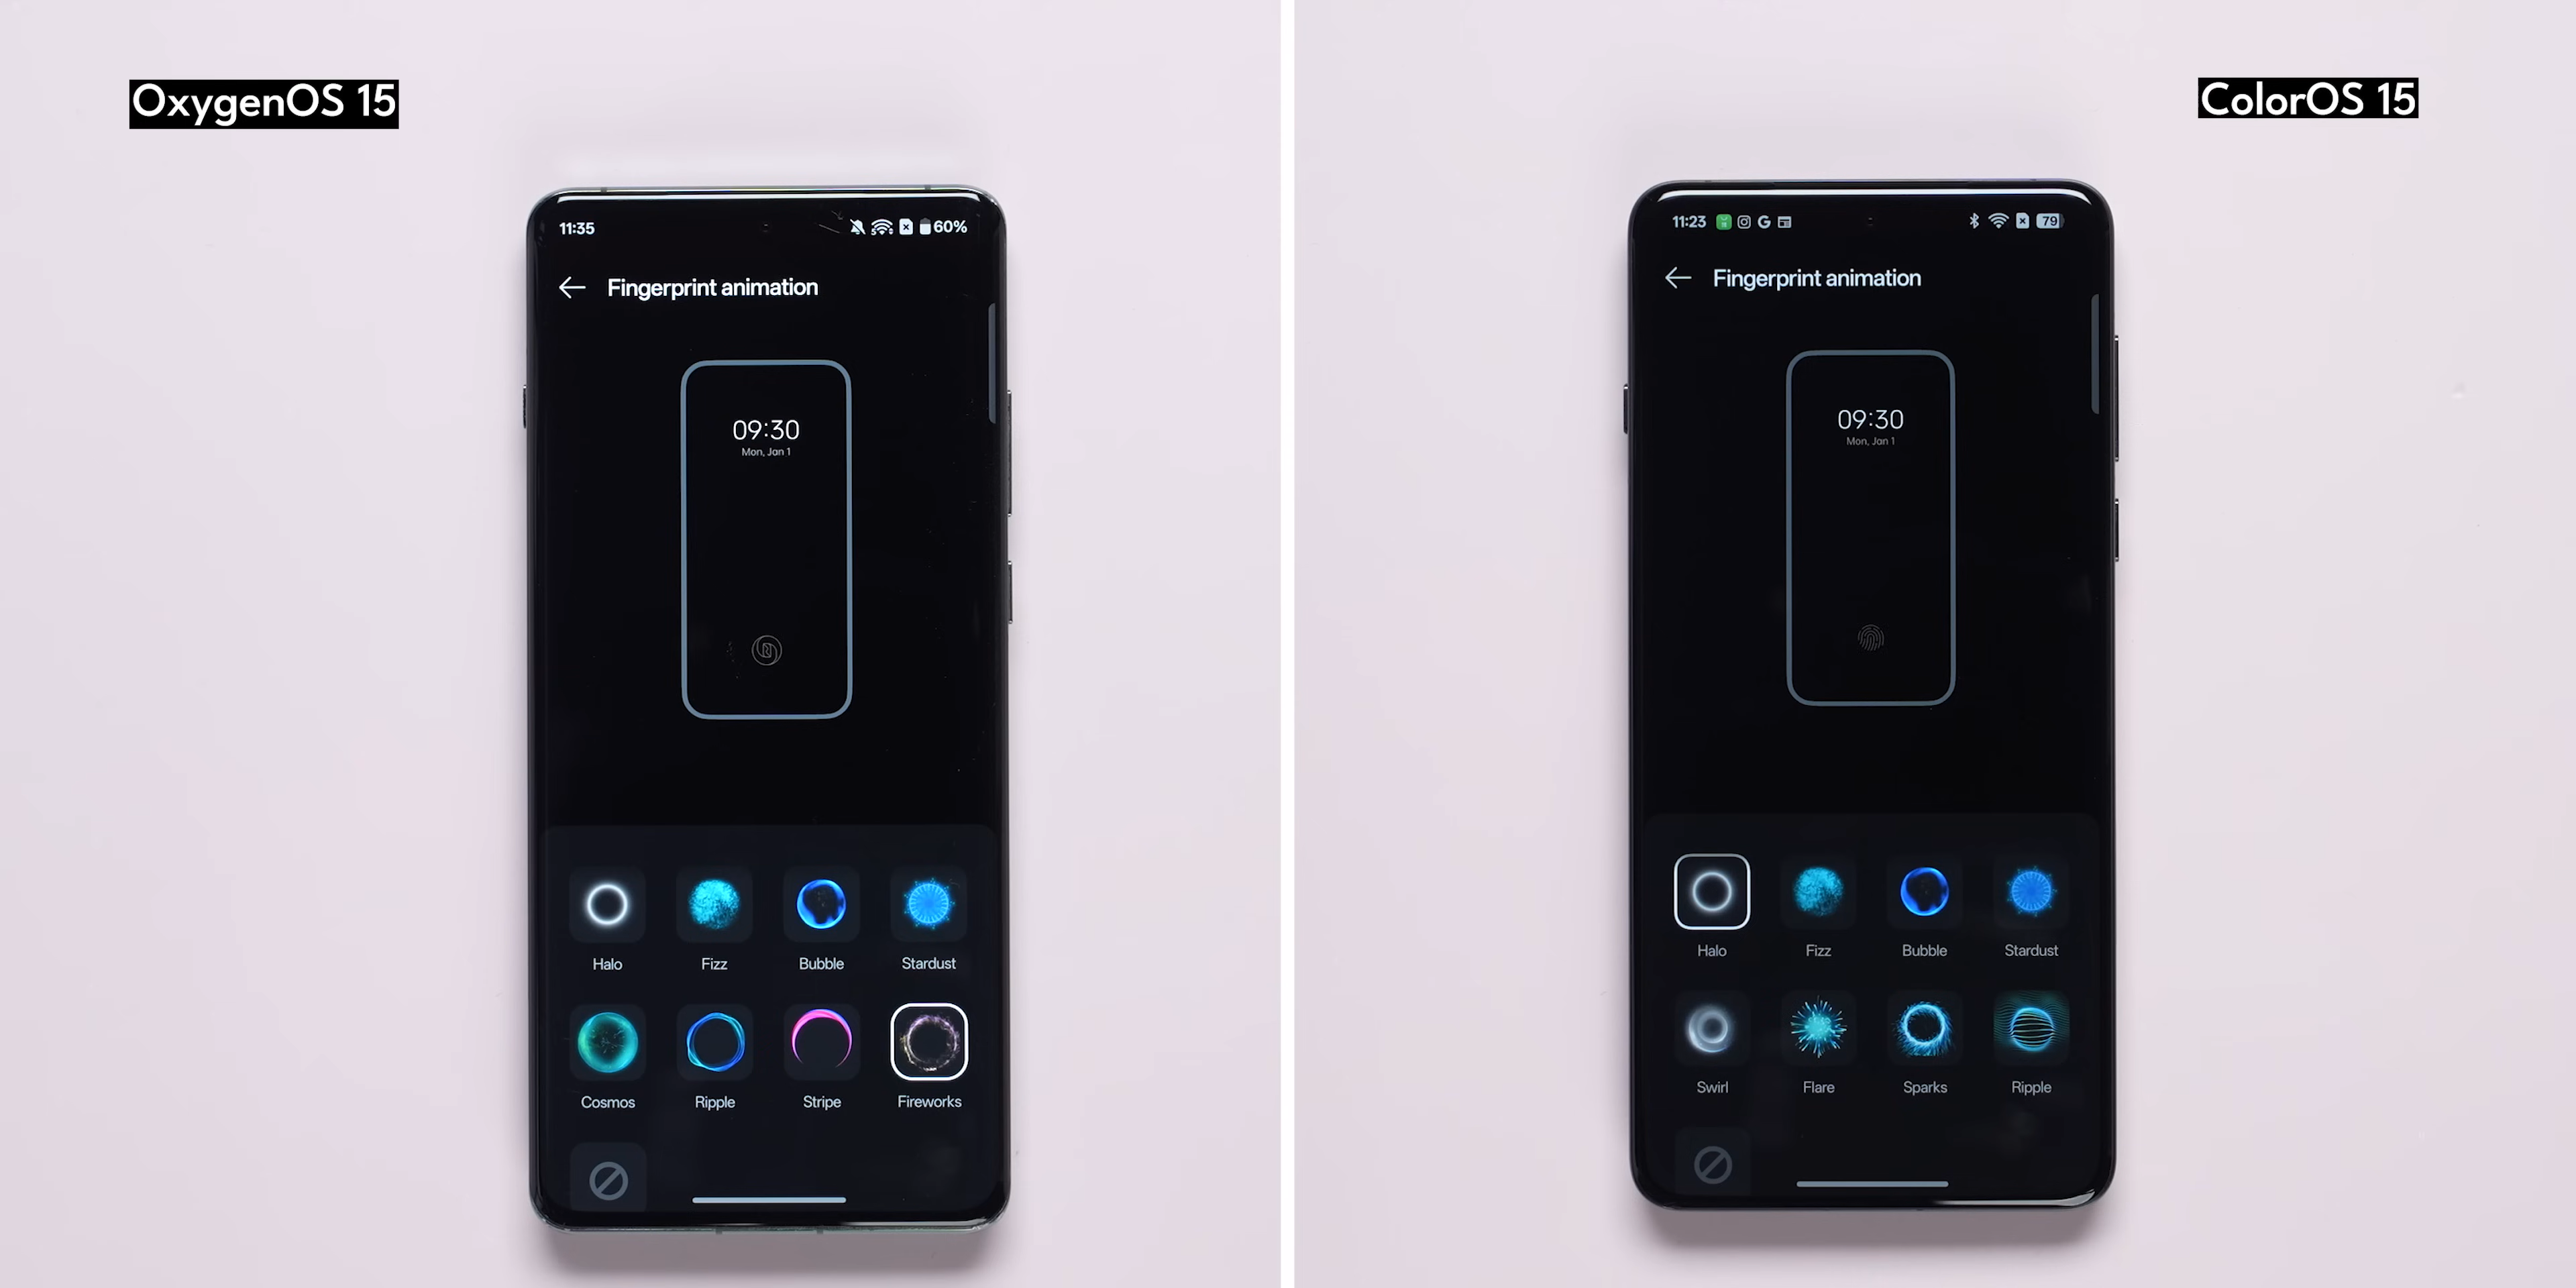 OxygenOS 15
11:35
60%
Fingerprint animation
09:30
Mon, Jan 1
Halo
Fizz
Bubble
Stardust
Cosmos
Ripple
Stripe
Fireworks
ColorOS 15
11:23
79
Fingerprint animation
09:30
Mon, Jan 1
Halo
Fizz
Bubble
Stardust
Swirl
Flare
Sparks
Ripple